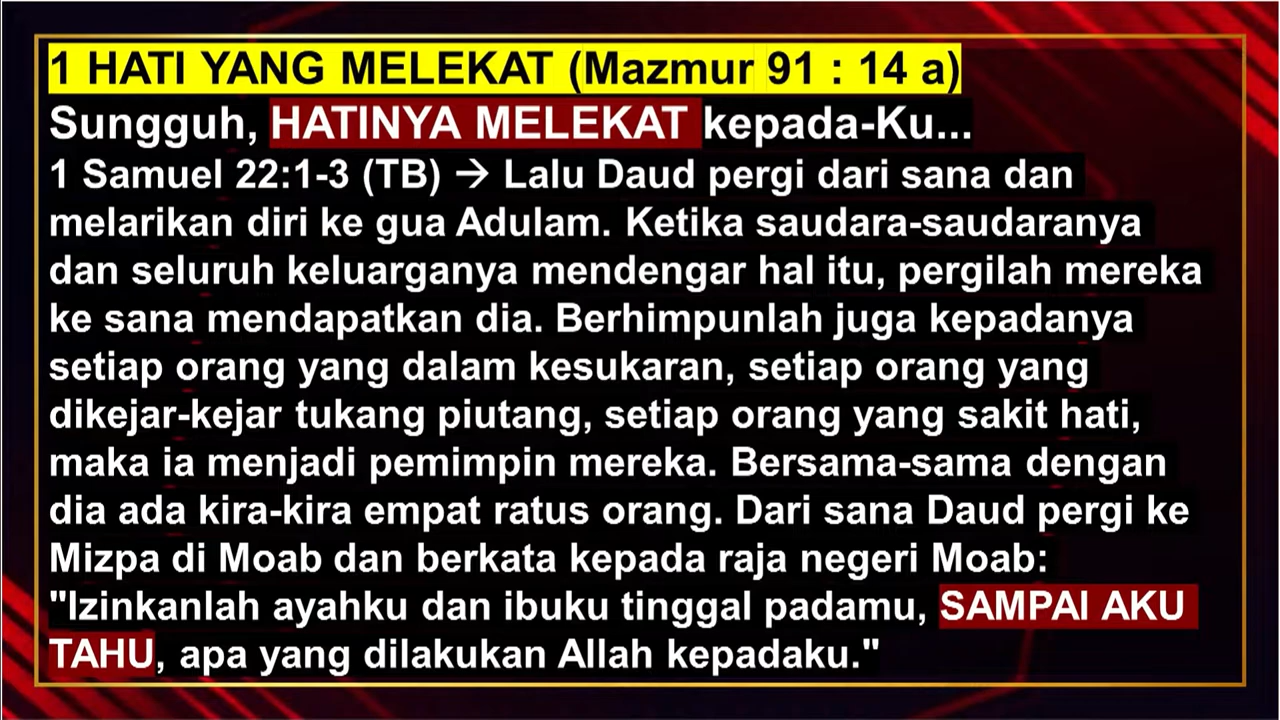 1 HATI YANG MELEKAT (Mazmur 91 : 14 a)
Sungguh, HATINYA MELEKAT kepada-Ku...
1 Samuel 22:1-3 (TB) → Lalu Daud pergi dari sana dan
melarikan diri ke gua Adulam. Ketika saudara-saudaranya
dan seluruh keluarganya mendengar hal itu, pergilah mereka
ke sana mendapatkan dia. Berhimpunlah juga kepadanya
setiap orang yang dalam kesukaran, setiap orang yang
dikejar-kejar tukang piutang, setiap orang yang sakit hati,
maka ia menjadi pemimpin mereka. Bersama-sama dengan
dia ada kira-kira empat ratus orang. Dari sana Daud pergi ke
Mizpa di Moab dan berkata kepada raja negeri Moab:
"Izinkanlah ayahku dan ibuku tinggal padamu, SAMPAI AKU
TAHU, apa yang dilakukan Allah kepadaku."